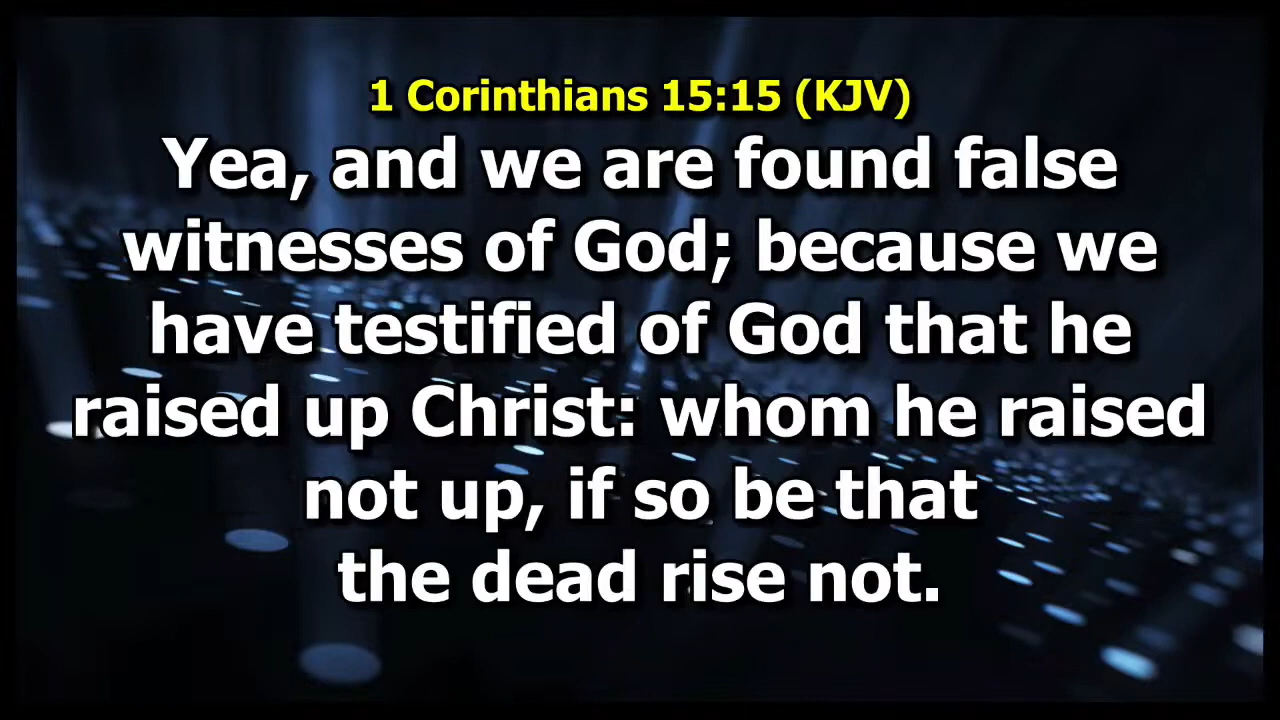 1 Corinthians 15:15 (KJV)
Yea, and we are found false
witnesses of God; because we
have testified of God that he
raised up Christ: whom he raised
not up, if so be that
the dead rise not.